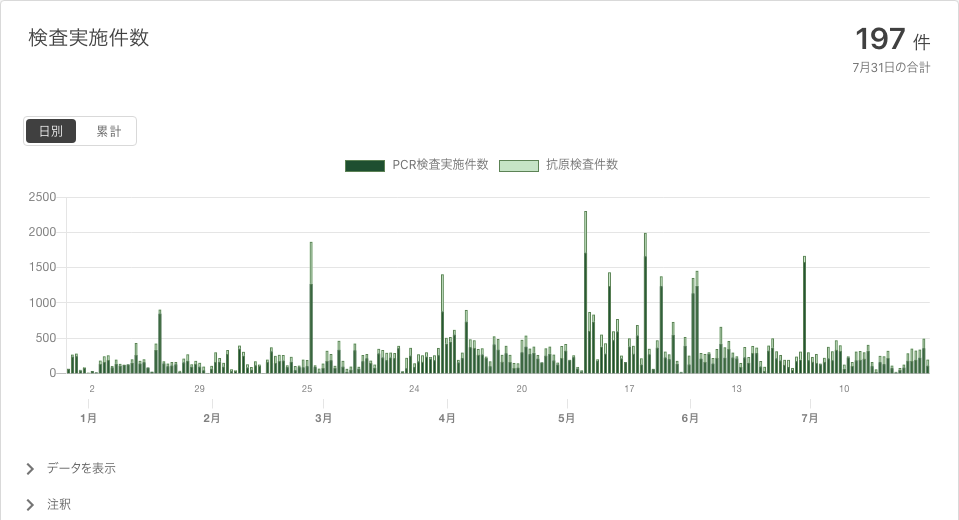 検査実施件数
197 件
7月31日の合計
日別 累計
PCR検査実施件数 抗原検査件数
2500
2000
1500
1000
500
0
2 29 25 24 20 17 13 10
1月 2月 3月 4月 5月 6月 7月
データを表示
注釈